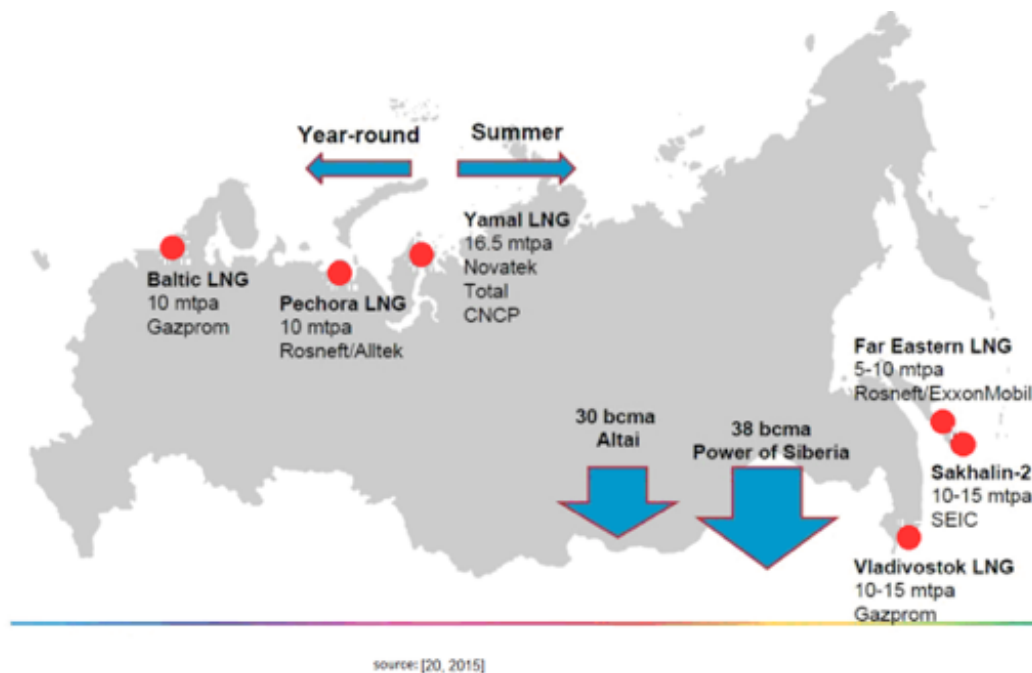 Year-round
Summer
Baltic LNG
10 mtpa
Gazprom
Pechora LNG
10 mtpa
Rosneft/Alltek
Yamal LNG
16.5 mtpa
Novatek
Total
CNCP
30 bcma
Altai
38 bcma
Power of Siberia
Far Eastern LNG
5-10 mtpa
Rosneft/ExxonMobil
Sakhalin-2
10-15 mtpa
SEIC
Vladivostok LNG
10-15 mtpa
Gazprom
source: [20, 2015]